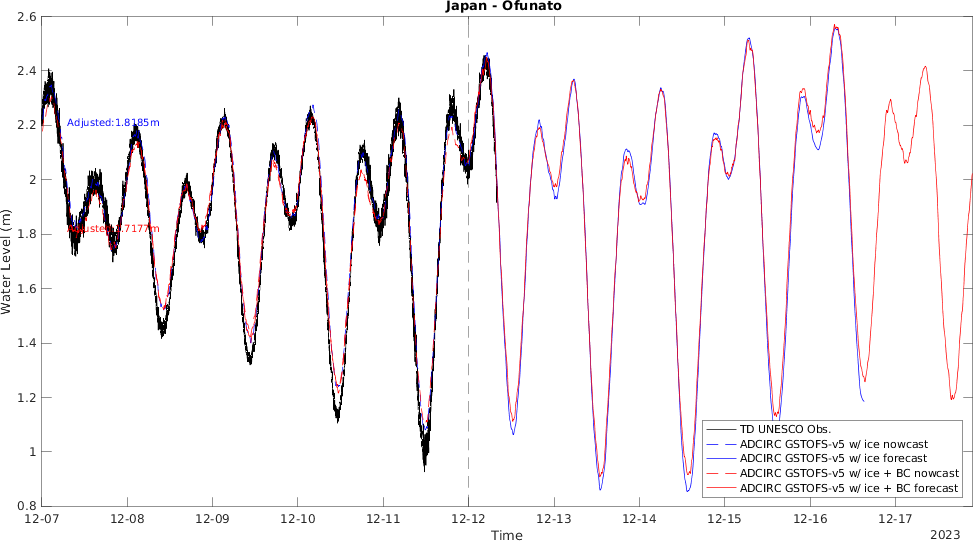 Japan - Ofunato
2.6
2.4
2.2
2
1.8
1.6
1.4
1.2
1
0.8
Water Level (m)
Adjusted:1.8185m
TD UNESCO Obs.
ADCIRC GSTOFS-v5 w/ ice nowcast
ADCIRC GSTOFS-v5 w/ ice forecast
ADCIRC GSTOFS-v5 w/ ice + BC nowcast
ADCIRC GSTOFS-v5 w/ ice + BC forecast
12-07 12-08 12-09 12-10 12-11 12-12 12-13 12-14 12-15 12-16 12-17
Time
2023